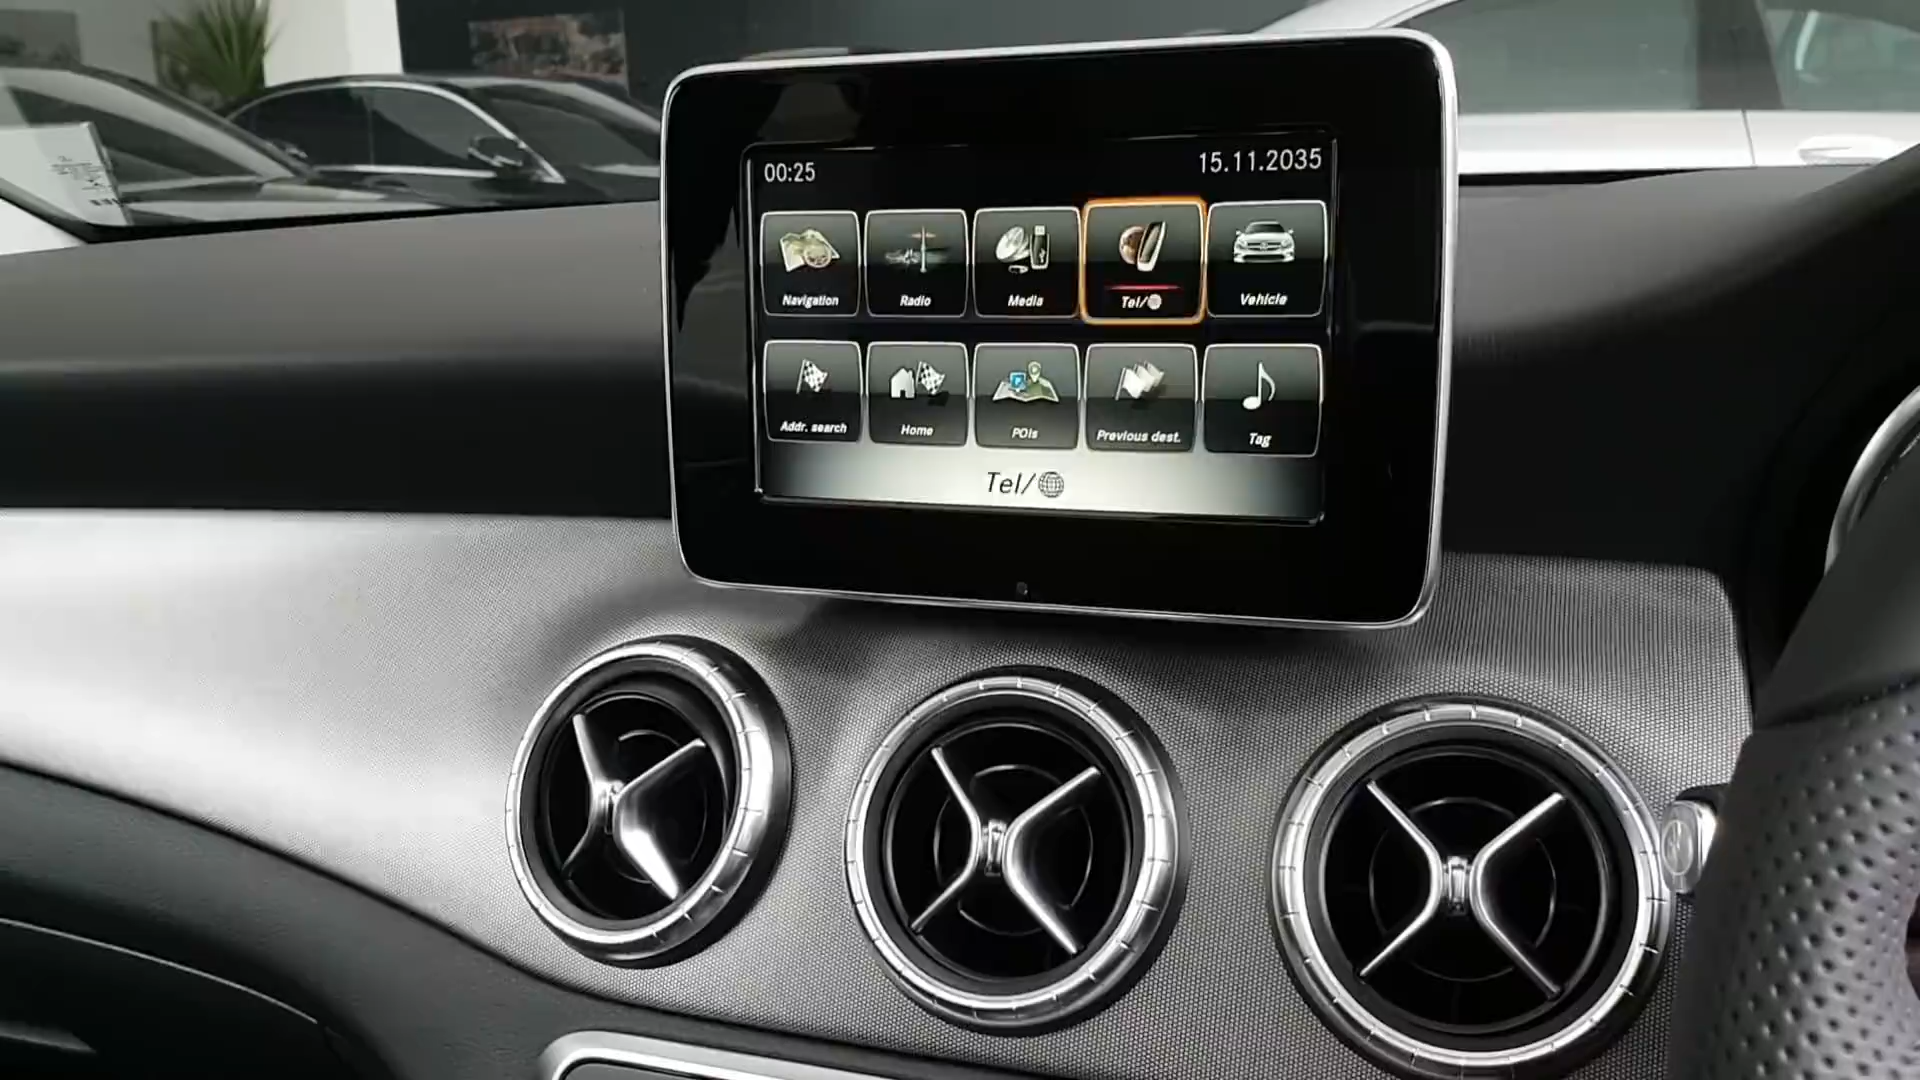 00:25 15.11.2035
Navigation Radio Media Tel/ Vehicle
Addr. search Home POIs Previous dest. Tag
Tel/